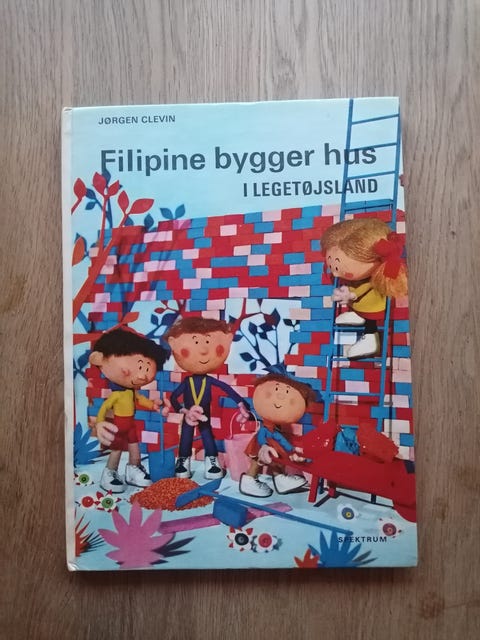 JØRGEN CLEVIN
Filipine bygger hus
I LEGETØJSLAND
SPEKTRUM